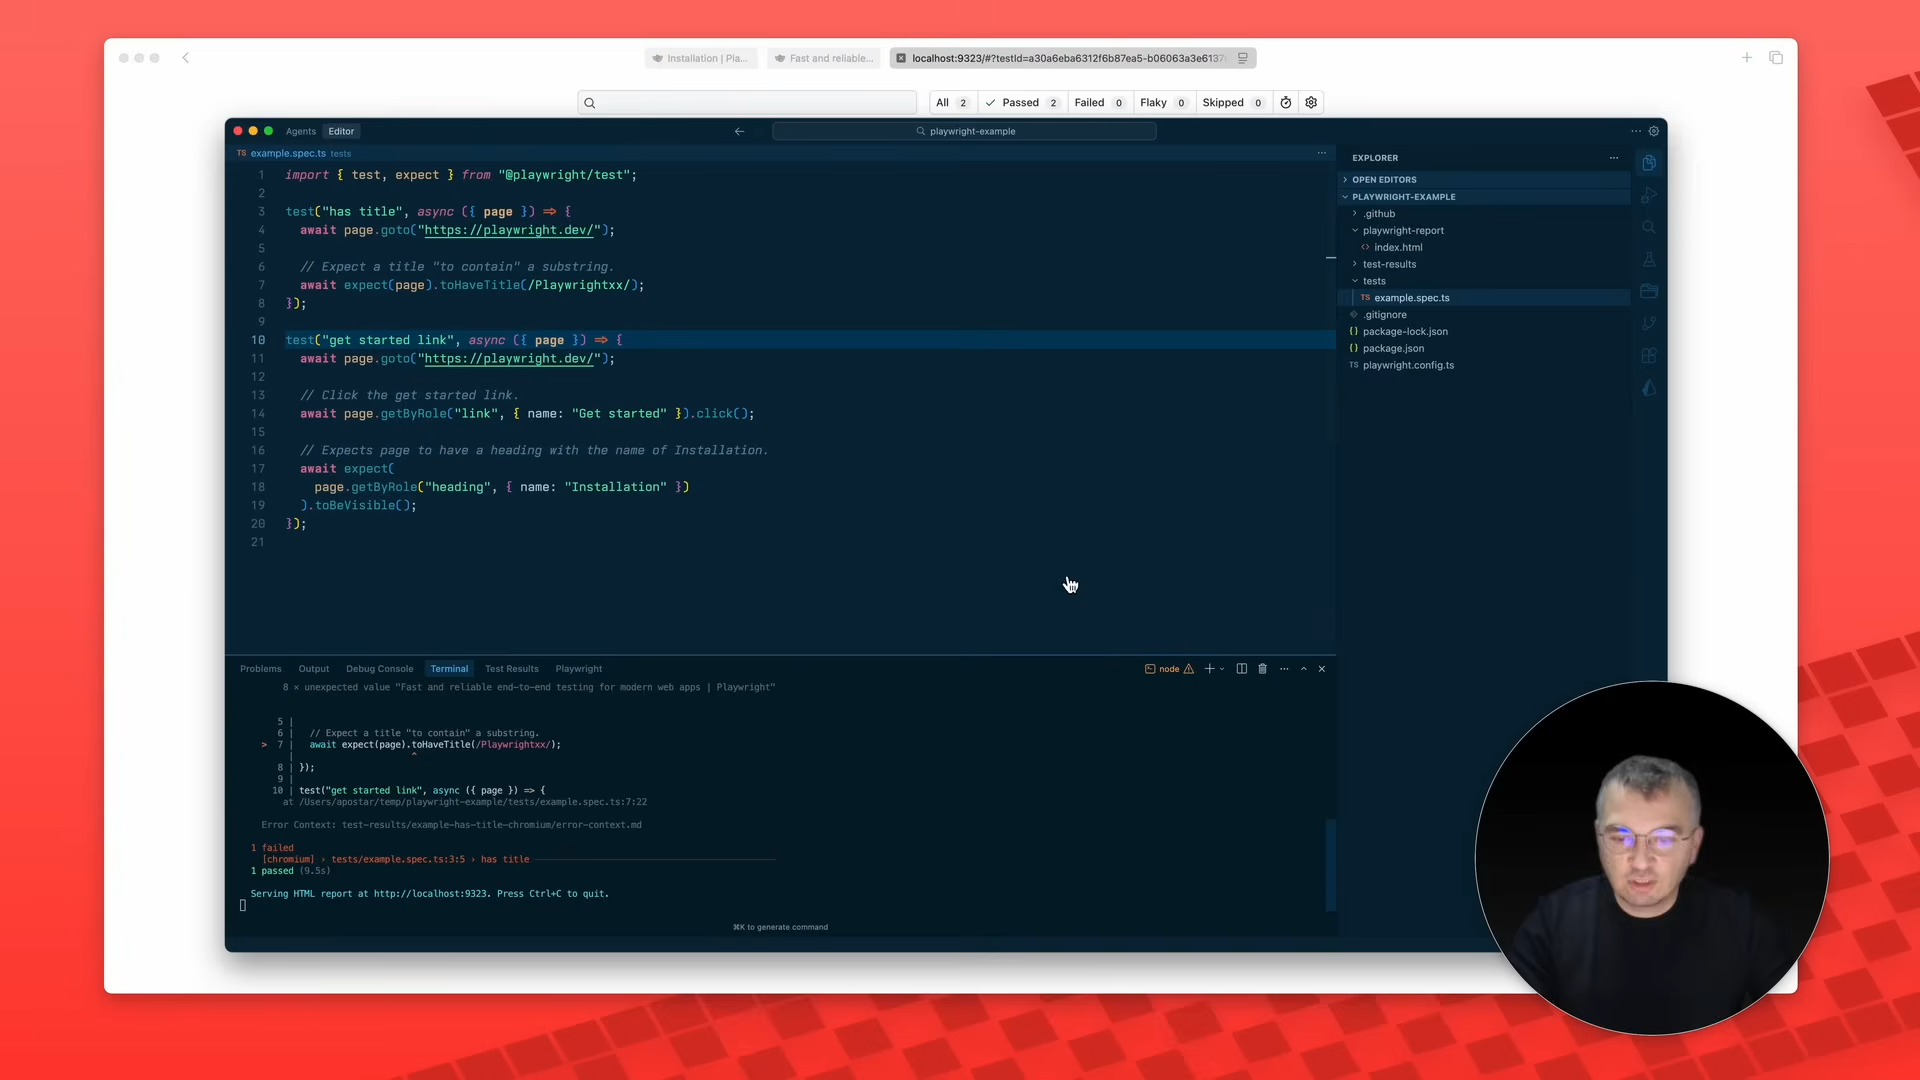 Installation | Pla...
Fast and reliable...
localhost:9323/#?testId=a30a6eba6312f6b87ea5-b06063a3e6137
All 2
Passed 2
Failed 0
Flaky 0
Skipped 0
Agents
Editor
playwright-example
TS example.spec.ts tests
1 import { test, expect } from "@playwright/test";
2
3 test("has title", async ({ page }) => {
4 await page.goto("https://playwright.dev/");
5
6 // Expect a title "to contain" a substring.
7 await expect(page).toHaveTitle(/Playwrightxx/);
8 });
9
10 test("get started link", async ({ page }) => {
11 await page.goto("https://playwright.dev/");
12
13 // Click the get started link.
14 await page.getByRole("link", { name: "Get started" }).click();
15
16 // Expects page to have a heading with the name of Installation.
17 await expect(
18 page.getByRole("heading", { name: "Installation" })
19 ).toBeVisible();
20 });
21
EXPLORER
OPEN EDITORS
PLAYWRIGHT-EXAMPLE
.github
playwright-report
<> index.html
test-results
tests
TS example.spec.ts
.gitignore
{} package-lock.json
{} package.json
TS playwright.config.ts
Problems
Output
Debug Console
Terminal
Test Results
Playwright
node
8 × unexpected value "Fast and reliable end-to-end testing for modern web apps | Playwright"
5 |
6 | // Expect a title "to contain" a substring.
> 7 | await expect(page).toHaveTitle(/Playwrightxx/);
| ^
8 | });
9 |
10 | test("get started link", async ({ page }) => {
at /Users/apostar/temp/playwright-example/tests/example.spec.ts:7:22
Error Context: test-results/example-has-title-chromium/error-context.md
1 failed
[chromium] › tests/example.spec.ts:3:5 › has title
1 passed (9.5s)
Serving HTML report at http://localhost:9323. Press Ctrl+C to quit.
⌘K to generate command